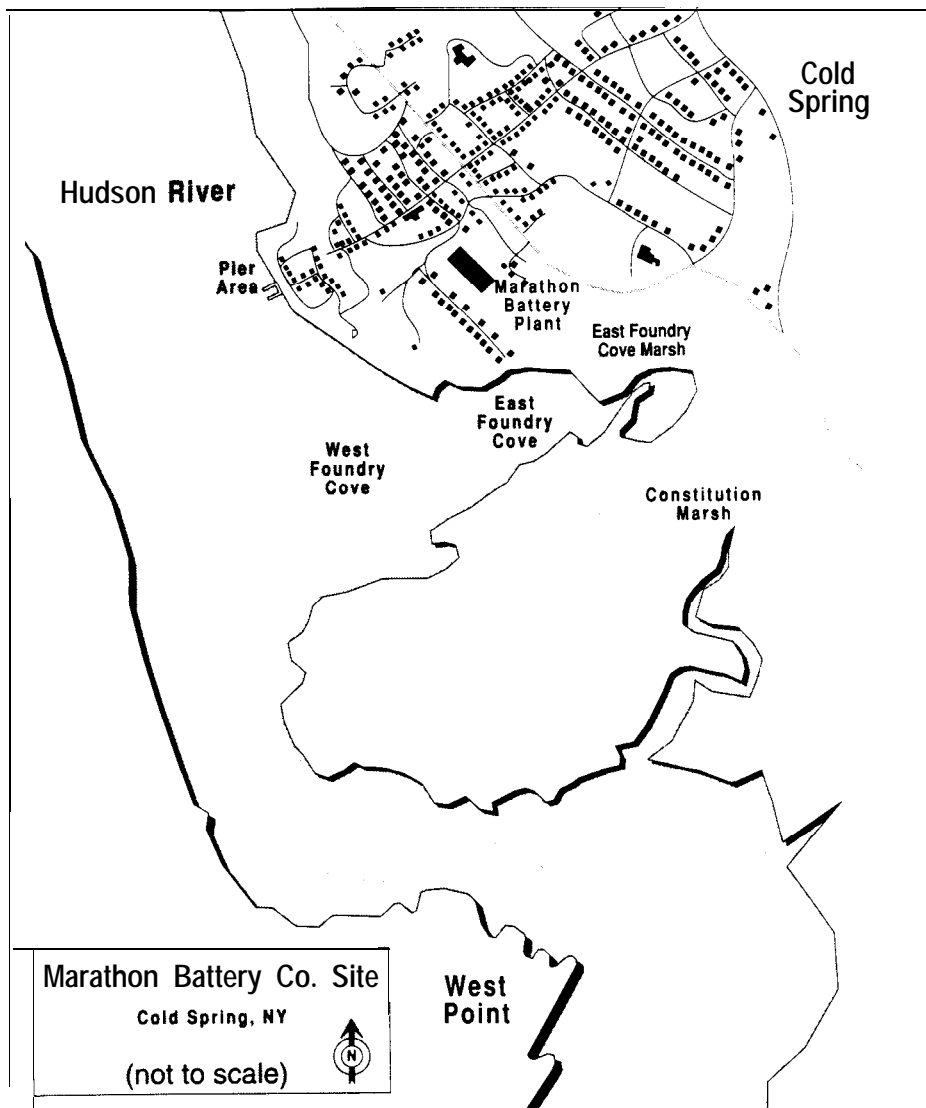 Cold
Spring
Hudson River
Pier
Area
Marathon
Battery
Plant
East Foundry
Cove Marsh
East
Foundry
Cove
West
Foundry
Cove
Constitution
Marsh
West
Point
Marathon Battery Co. Site
Cold Spring, NY
N
(not to scale)